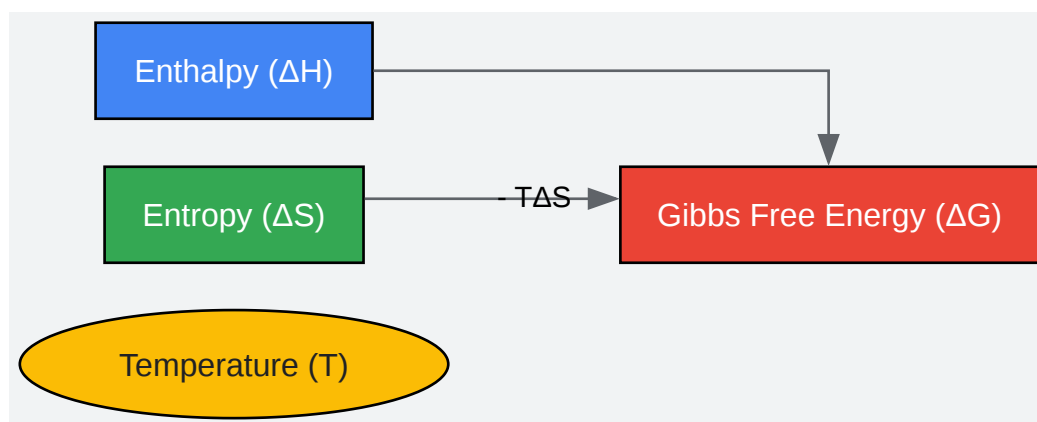 Enthalpy (ΔH)
Entropy (ΔS)
- TΔS
Gibbs Free Energy (ΔG)
Temperature (T)